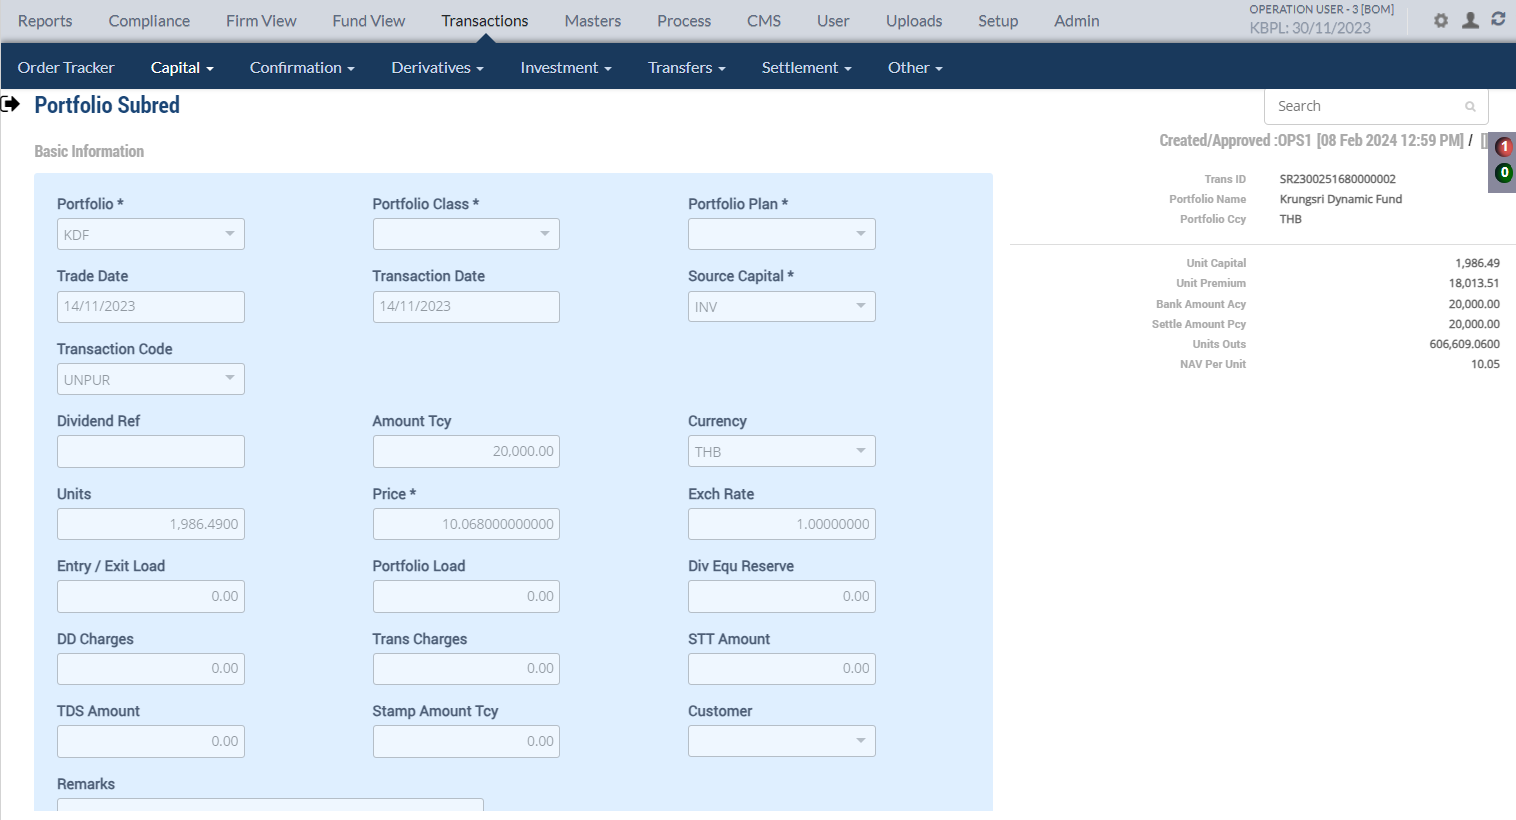 Reports Compliance Firm View Fund View Transactions Masters Process CMS User Uploads Setup Admin
OPERATION USER - 3 [BOM]
KBPL: 30/11/2023
Order Tracker Capital Confirmation Derivatives Investment Transfers Settlement Other
Portfolio Subred
Search
Created/Approved :OPS1 [08 Feb 2024 12:59 PM] / []
1
0
Basic Information
Trans ID SR2300251680000002
Portfolio Name Krungsri Dynamic Fund
Portfolio Ccy THB
Unit Capital 1,986.49
Unit Premium 18,013.51
Bank Amount Acy 20,000.00
Settle Amount Pcy 20,000.00
Units Outs 606,609.0600
NAV Per Unit 10.05
Portfolio * Portfolio Class * Portfolio Plan *
KDF
Trade Date Transaction Date Source Capital *
14/11/2023 14/11/2023 INV
Transaction Code
UNPUR
Dividend Ref Amount Tcy Currency
20,000.00 THB
Units Price * Exch Rate
1,986.4900 10.068000000000 1.00000000
Entry / Exit Load Portfolio Load Div Equ Reserve
0.00 0.00 0.00
DD Charges Trans Charges STT Amount
0.00 0.00 0.00
TDS Amount Stamp Amount Tcy Customer
0.00 0.00
Remarks